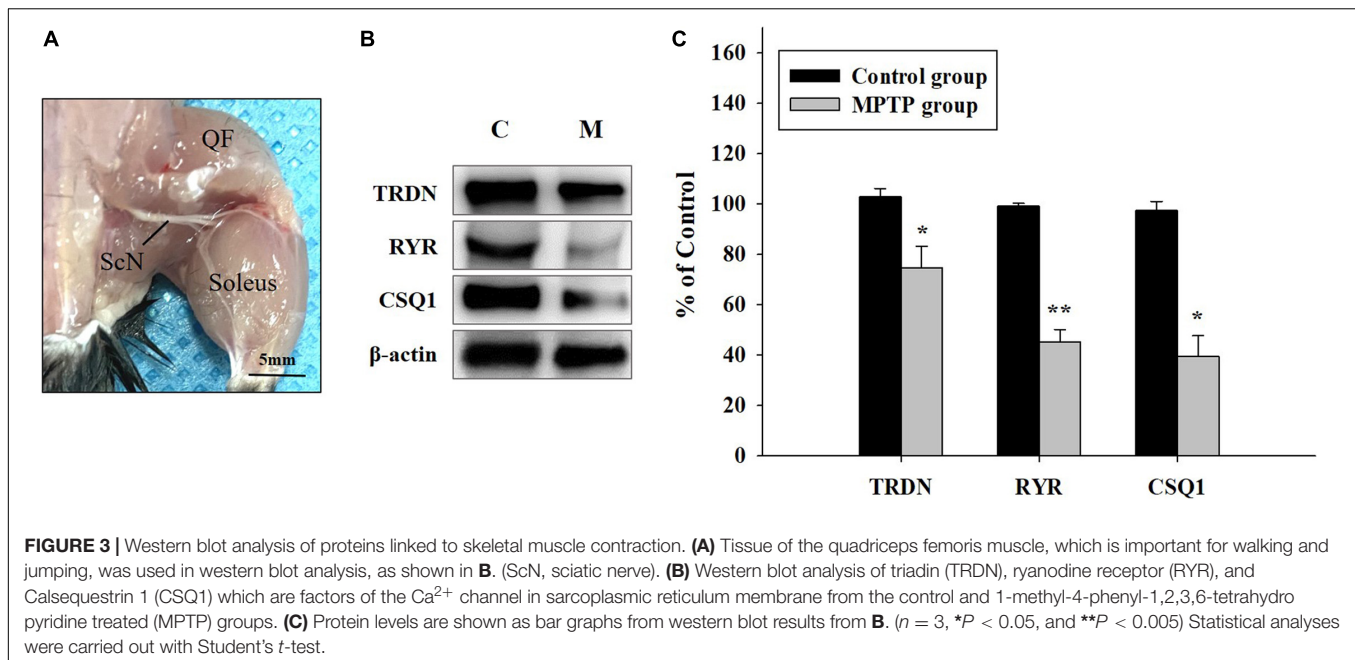 A
QF
ScN
Soleus
5mm
B
C M
TRDN
RYR
CSQ1
β-actin
C
160
140
120
100
80
60
40
20
0
% of Control
Control group
MPTP group
*
**
*
TRDN RYR CSQ1
FIGURE 3 | Western blot analysis of proteins linked to skeletal muscle contraction. (A) Tissue of the quadriceps femoris muscle, which is important for walking and
jumping, was used in western blot analysis, as shown in B. (ScN, sciatic nerve). (B) Western blot analysis of triadin (TRDN), ryanodine receptor (RYR), and
Calsequestrin 1 (CSQ1) which are factors of the Ca²⁺ channel in sarcoplasmic reticulum membrane from the control and 1-methyl-4-phenyl-1,2,3,6-tetrahydro
pyridine treated (MPTP) groups. (C) Protein levels are shown as bar graphs from western blot results from B. (n = 3, *P < 0.05, and **P < 0.005) Statistical analyses
were carried out with Student's t-test.